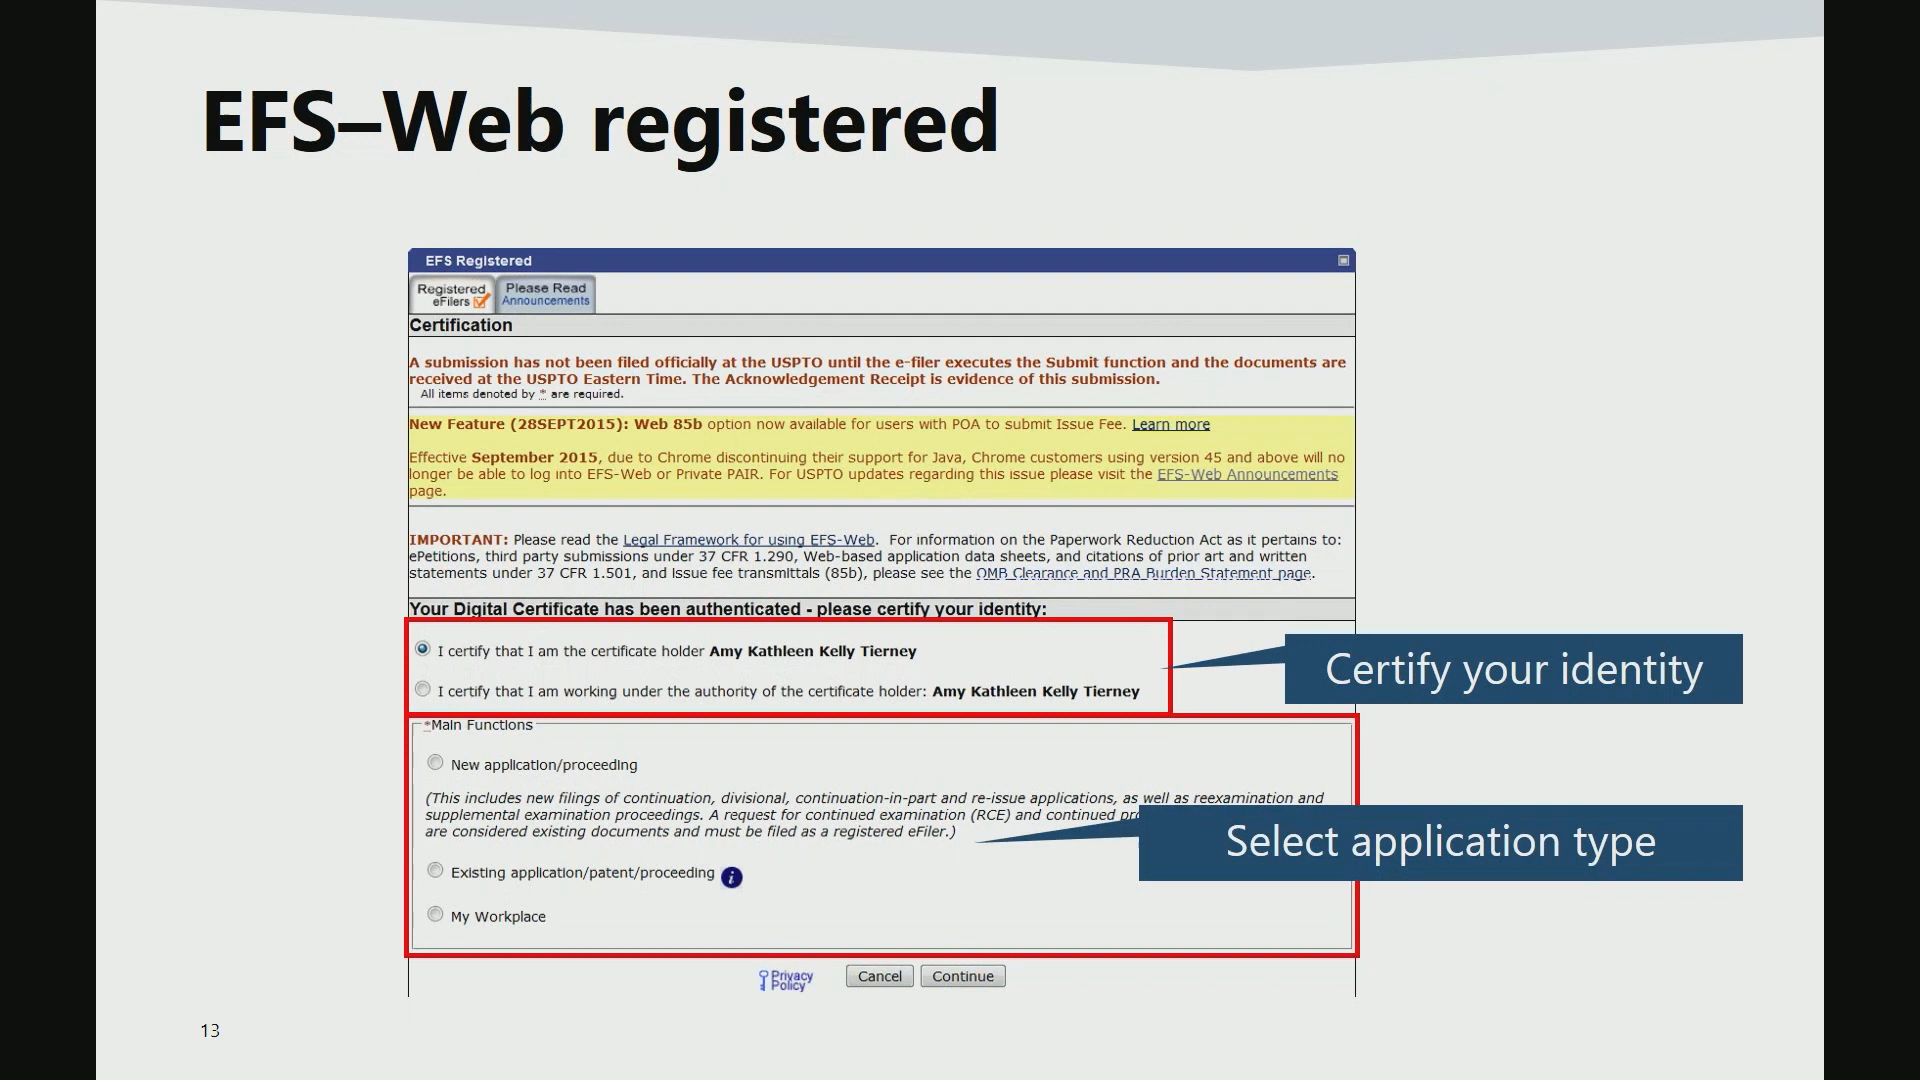 EFS–Web registered
EFS Registered
Registered
eFilers
Please Read
Announcements
Certification
A submission has not been filed officially at the USPTO until the e-filer executes the Submit function and the documents are
received at the USPTO Eastern Time. The Acknowledgement Receipt is evidence of this submission.
All items denoted by * are required.
New Feature (28SEPT2015): Web 85b option now available for users with POA to submit Issue Fee. Learn more
Effective September 2015, due to Chrome discontinuing their support for Java, Chrome customers using version 45 and above will no
longer be able to log into EFS-Web or Private PAIR. For USPTO updates regarding this issue please visit the EFS-Web Announcements
page.
IMPORTANT: Please read the Legal Framework for using EFS-Web. For information on the Paperwork Reduction Act as it pertains to:
ePetitions, third party submissions under 37 CFR 1.290, Web-based application data sheets, and citations of prior art and written
statements under 37 CFR 1.501, and issue fee transmittals (85b), please see the OMB Clearance and PRA Burden Statement page.
Your Digital Certificate has been authenticated - please certify your identity:
I certify that I am the certificate holder Amy Kathleen Kelly Tierney
I certify that I am working under the authority of the certificate holder: Amy Kathleen Kelly Tierney
Certify your identity
*Main Functions
New application/proceeding
(This includes new filings of continuation, divisional, continuation-in-part and re-issue applications, as well as reexamination and
supplemental examination proceedings. A request for continued examination (RCE) and continued
are considered existing documents and must be filed as a registered eFiler.)
Select application type
Existing application/patent/proceeding
My Workplace
Privacy
Policy
Cancel
Continue
13